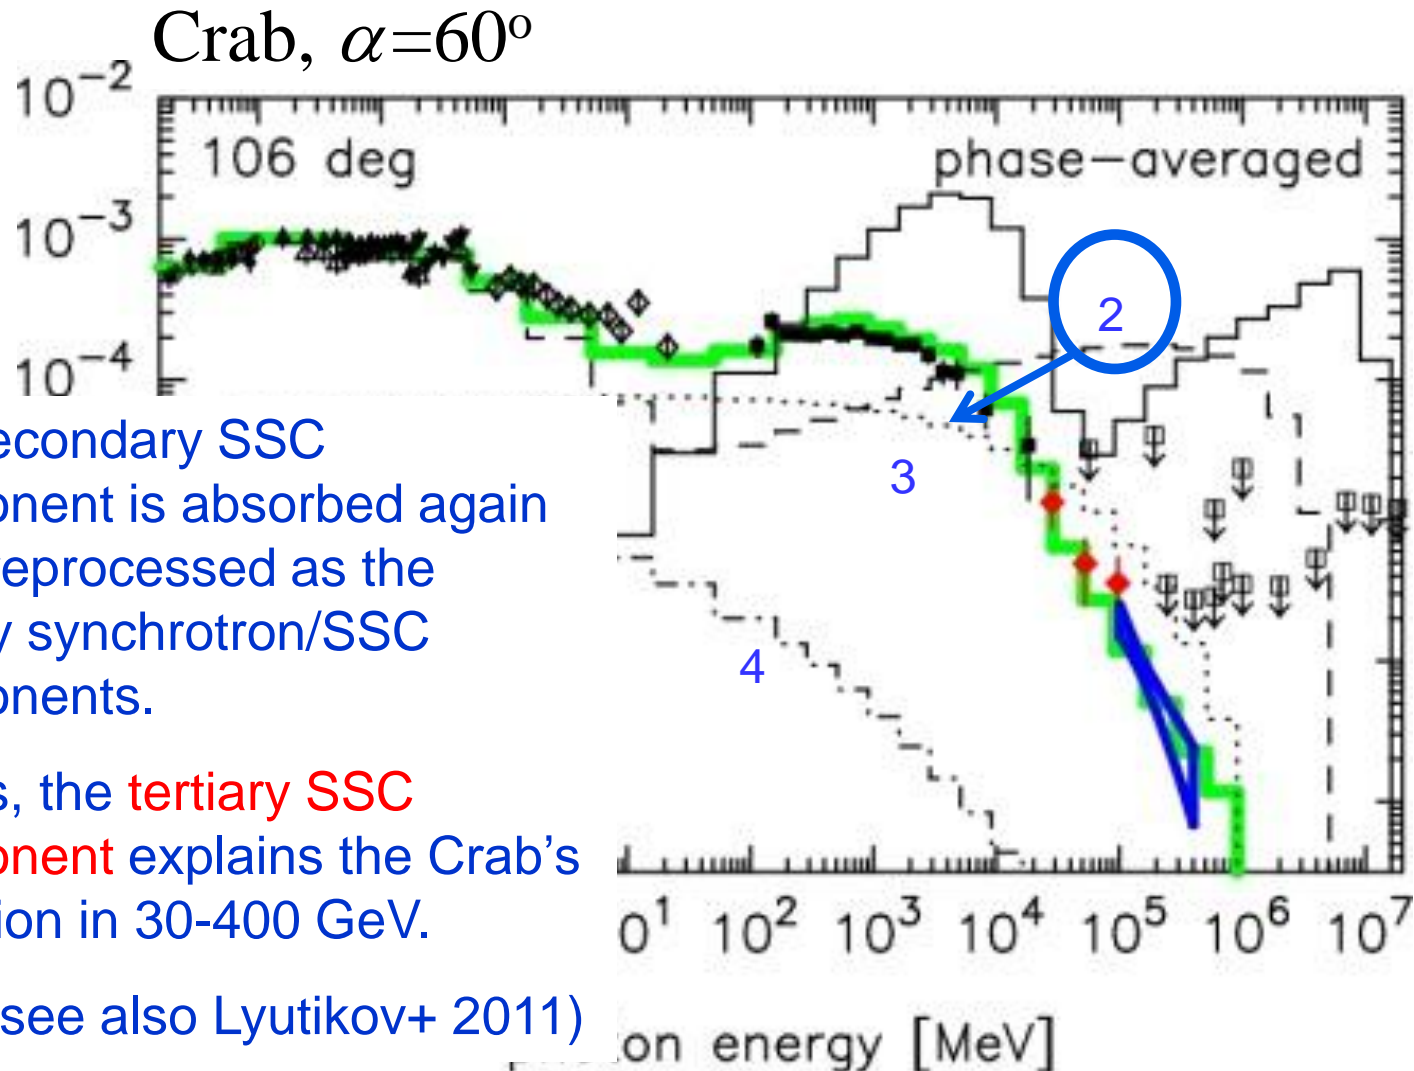 Crab, α=60º
10⁻²
106 deg
phase-averaged
10⁻³
2
10⁻⁴
3
econdary SSC
onent is absorbed again
eprocessed as the
y synchrotron/SSC
4
onents.
s, the tertiary SSC
onent explains the Crab's
ion in 30-400 GeV.
0¹ 10² 10³ 10⁴ 10⁵ 10⁶ 10⁷
see also Lyutikov+ 2011)
on energy [MeV]